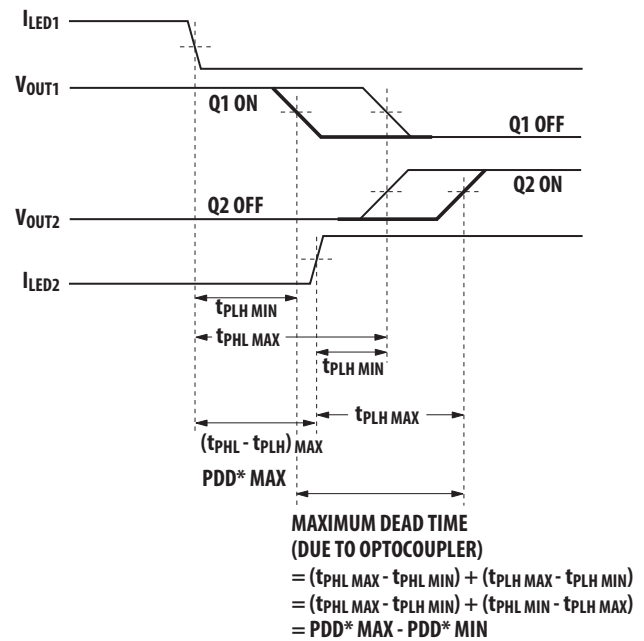 ILED1
VOUT1
Q1 ON
Q1 OFF
Q2 OFF
Q2 ON
VOUT2
ILED2
tPLH MIN
tPHL MAX
tPLH MIN
tPLH MAX
(tPHL - tPLH) MAX
PDD* MAX
MAXIMUM DEAD TIME
(DUE TO OPTOCOUPLER)
= (tPHL MAX - tPHL MIN) + (tPLH MAX - tPLH MIN)
= (tPHL MAX - tPLH MIN) + (tPHL MIN - tPLH MAX)
= PDD* MAX - PDD* MIN